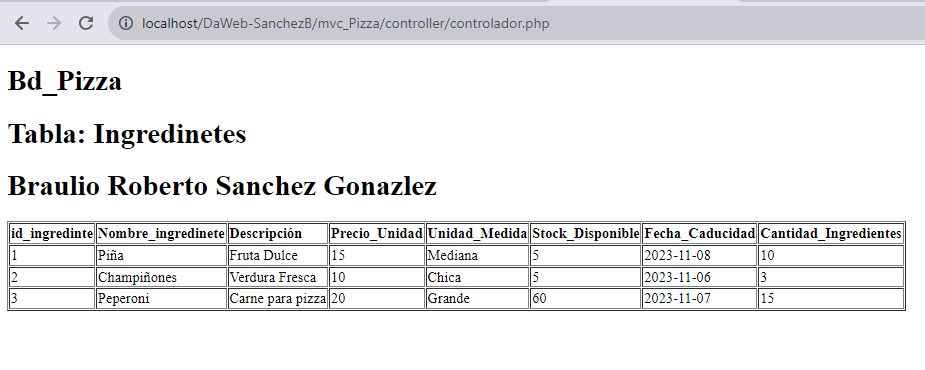 localhost/DaWeb-SanchezB/mvc_Pizza/controller/controlador.php
Bd_Pizza
Tabla: Ingredinetes
Braulio Roberto Sanchez Gonazlez
id_ingredinte Nombre_ingredinete Descripción Precio_Unidad Unidad_Medida Stock_Disponible Fecha_Caducidad Cantidad_Ingredientes
1 Piña Fruta Dulce 15 Mediana 5 2023-11-08 10
2 Champiñones Verdura Fresca 10 Chica 5 2023-11-06 3
3 Peperoni Carne para pizza 20 Grande 60 2023-11-07 15